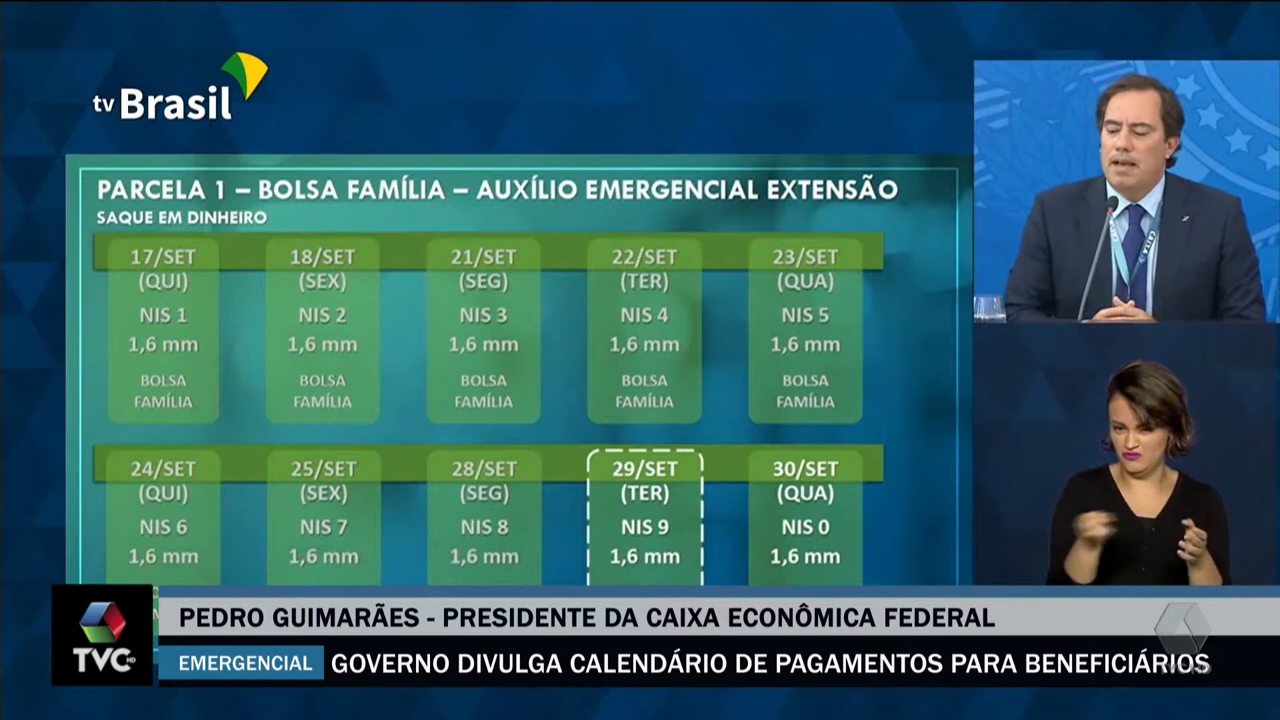 tv Brasil
PARCELA 1 – BOLSA FAMÍLIA – AUXÍLIO EMERGENCIAL EXTENSÃO
SAQUE EM DINHEIRO
17/SET 18/SET 21/SET 22/SET 23/SET
(QUI) (SEX) (SEG) (TER) (QUA)
NIS 1 NIS 2 NIS 3 NIS 4 NIS 5
1,6 mm 1,6 mm 1,6 mm 1,6 mm 1,6 mm
BOLSA BOLSA BOLSA BOLSA BOLSA
FAMÍLIA FAMÍLIA FAMÍLIA FAMÍLIA FAMÍLIA
24/SET 25/SET 28/SET 29/SET 30/SET
(QUI) (SEX) (SEG) (TER) (QUA)
NIS 6 NIS 7 NIS 8 NIS 9 NIS 0
1,6 mm 1,6 mm 1,6 mm 1,6 mm 1,6 mm
CAIXA
PEDRO GUIMARÃES - PRESIDENTE DA CAIXA ECONÔMICA FEDERAL
TVC HD
EMERGENCIAL GOVERNO DIVULGA CALENDÁRIO DE PAGAMENTOS PARA BENEFICIÁRIOS